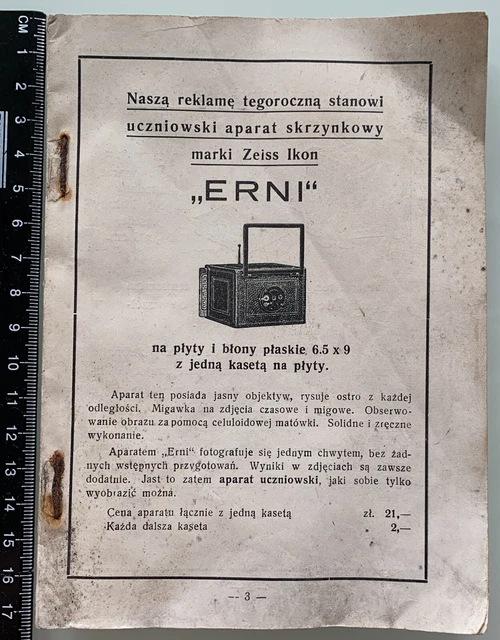 Naszą reklamę tegoroczną stanowi
uczniowski aparat skrzynkowy
marki Zeiss Ikon
„ERNI“
na płyty i błony płaskie 6.5 x 9
z jedną kasetą na płyty.
Aparat ten posiada jasny objektyw, rysuje ostro z każdej
odległości. Migawka na zdjęcia czasowe i migowe. Obserwo-
wanie obrazu za pomocą celuloidowej matówki. Solidne i zręczne
wykonanie.
Aparatem „Erni“ fotografuje się jednym chwytem, bez żad-
nych wstępnych przygotowań. Wyniki w zdjęciach są zawsze
dodatnie. Jast to zatem aparat uczniowski, jaki sobie tylko
wyobrazić można.
Cena aparatu łącznie z jedną kasetą zł. 21,—
Każda dalsza kaseta 2,—
— 3 —
CM
1
2
3
4
5
6
7
8
9
10
11
12
13
14
15
16
17